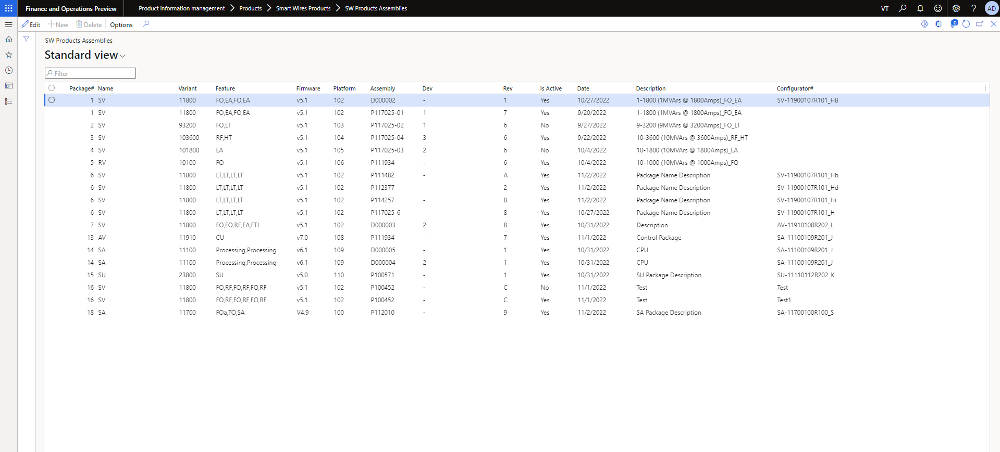 Finance and Operations Preview Product information management Products Smart Wires Products SW Products Assemblies VT ? AD
Edit New Delete Options 0
SW Products Assemblies
Standard view
Filter
Package# Name Variant Feature Firmware Platform Assembly Dev Rev Is Active Date Description Configurator#
1 SV 11800 FO,EA,FO,EA v5.1 102 D000002 - 1 Yes 10/27/2022 1-1800 (1MVArs @ 1800Amps)_FO_EA SV-11900107R101_HB
1 SV 11800 FO,EA,FO,EA v5.1 102 P117025-01 1 7 Yes 9/20/2022 1-1800 (1MVArs @ 1800Amps)_FO_EA
2 SV 93200 FO,LT v5.1 103 P117025-02 1 6 No 9/27/2022 9-3200 (9MVArs @ 3200Amps)_FO_LT
3 SV 103600 RF,HT v5.1 104 P117025-04 3 6 Yes 9/22/2022 10-3600 (10MVArs @ 3600Amps)_RF_HT
4 SV 101800 EA v5.1 105 P117025-03 2 6 No 10/4/2022 10-1800 (10MVArs @ 1800Amps)_EA
5 RV 10100 FO v5.1 106 P111934 - 6 Yes 10/4/2022 10-1000 (10MVArs @ 1000Amps)_FO
6 SV 11800 LT,LT,LT,LT v5.1 102 P111482 - A Yes 11/2/2022 Package Name Description SV-11900107R101_Hb
6 SV 11800 LT,LT,LT,LT v5.1 102 P112377 - 2 Yes 11/2/2022 Package Name Description SV-11900107R101_Hd
6 SV 11800 LT,LT,LT,LT v5.1 102 P114257 - B Yes 11/2/2022 Package Name Description SV-11900107R101_Hi
6 SV 11800 LT,LT,LT,LT v5.1 102 P117025-6 - 8 Yes 10/27/2022 Package Name Description SV-11900107R101_H
7 SV 11800 FO,FO,RF,EA,FTI v5.1 102 D000003 2 8 Yes 10/31/2022 Description AV-11910108R202_L
13 AV 11910 CU v7.0 108 P111934 - 7 Yes 11/1/2022 Control Package SA-11100109R201_J
14 SA 11100 Processing,Processing v6.1 109 D000005 - 1 Yes 10/31/2022 CPU SA-11100109R201_J
14 SA 11100 Processing,Processing v6.1 109 D000004 2 1 Yes 10/31/2022 CPU SA-11100109R201_J
15 SU 23800 SU v5.0 110 P100571 - 1 Yes 10/31/2022 SU Package Description SU-11110112R202_K
16 SV 11800 FO,RF,FO,RF,FO,RF v5.1 102 P100452 - C No 11/1/2022 Test Test
16 SV 11800 FO,RF,FO,RF,FO,RF v5.1 102 P100452 - C Yes 11/1/2022 Test Test1
18 SA 11700 FOa,TO,SA V4.9 100 P112010 - 9 Yes 11/2/2022 SA Package Description SA-11700100R100_S